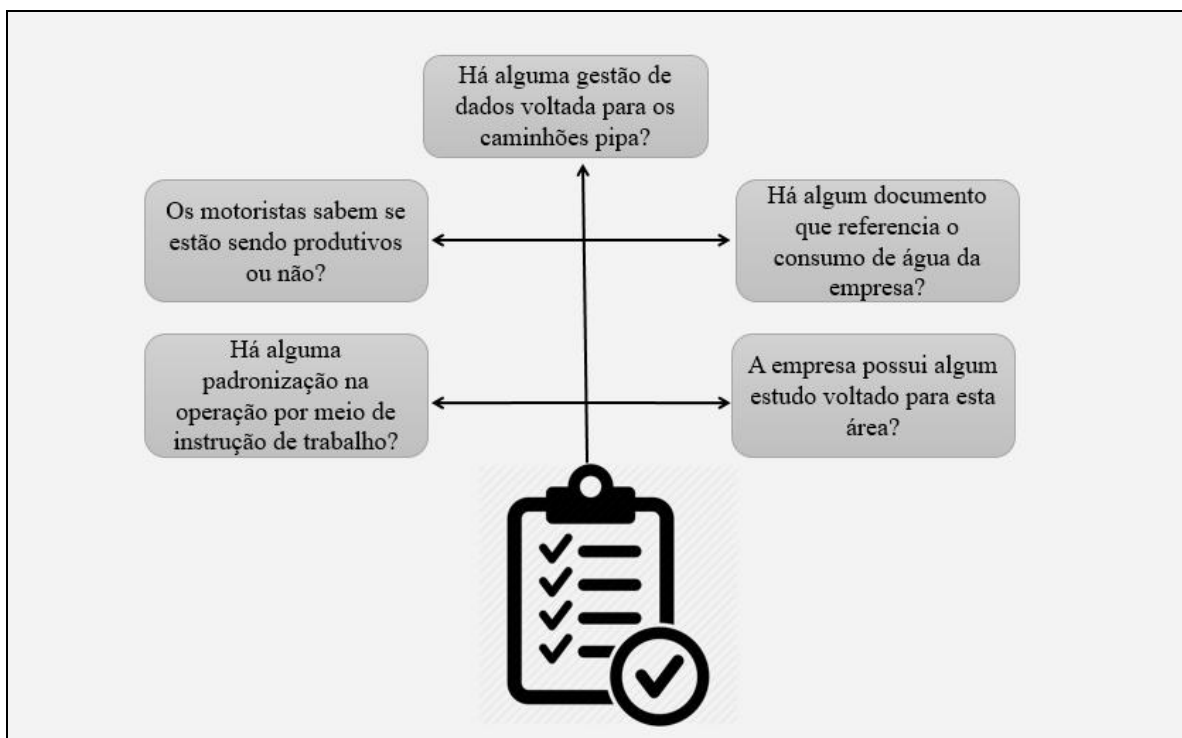 Há alguma gestão de
dados voltada para os
caminhões pipa?
Os motoristas sabem se
estão sendo produtivos
ou não?
Há algum documento
que referencia o
consumo de água da
empresa?
Há alguma
padronização na
operação por meio de
instrução de trabalho?
A empresa possui algum
estudo voltado para esta
área?